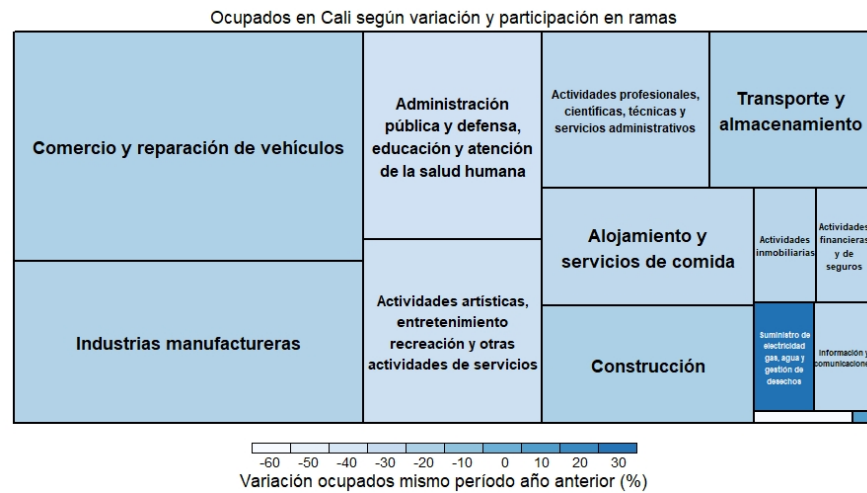 Ocupados en Cali según variación y participación en ramas
Comercio y reparación de vehículos
Industrias manufactureras
Administración
pública y defensa,
educación y atención
de la salud humana
Actividades artísticas,
entretenimiento
recreación y otras
actividades de servicios
Actividades profesionales,
científicas, técnicas y
servicios administrativos
Transporte y
almacenamiento
Alojamiento y
servicios de comida
Construcción
Actividades
inmobiliarias
Actividades
financieras
y de
seguros
Suministro de
electricidad
gas, agua y
gestión de
desechos
Información y
comunicaciones
-60 -50 -40 -30 -20 -10 0 10 20 30
Variación ocupados mismo período año anterior (%)